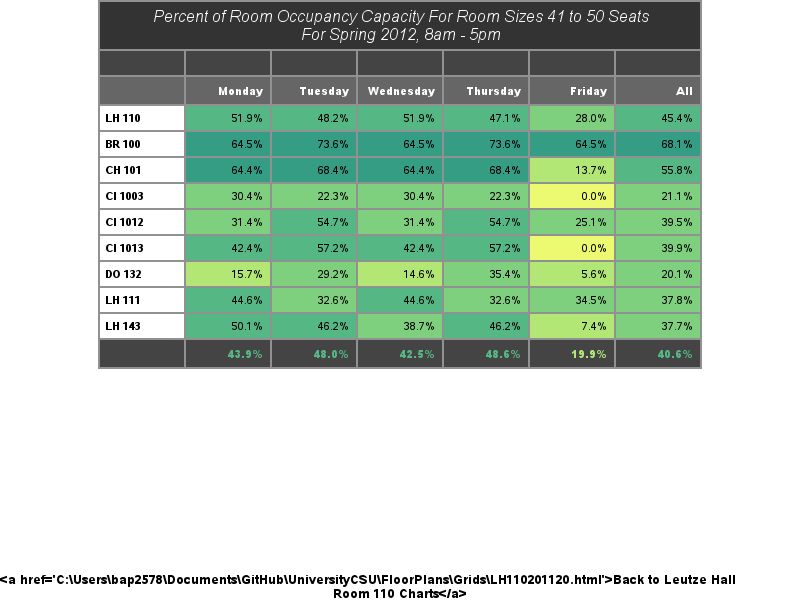 Percent of Room Occupancy Capacity For Room Sizes 41 to 50 Seats
For Spring 2012, 8am - 5pm
Monday Tuesday Wednesday Thursday Friday All
LH 110 51.9% 48.2% 51.9% 47.1% 28.0% 45.4%
BR 100 64.5% 73.6% 64.5% 73.6% 64.5% 68.1%
CH 101 64.4% 68.4% 64.4% 68.4% 13.7% 55.8%
CI 1003 30.4% 22.3% 30.4% 22.3% 0.0% 21.1%
CI 1012 31.4% 54.7% 31.4% 54.7% 25.1% 39.5%
CI 1013 42.4% 57.2% 42.4% 57.2% 0.0% 39.9%
DO 132 15.7% 29.2% 14.6% 35.4% 5.6% 20.1%
LH 111 44.6% 32.6% 44.6% 32.6% 34.5% 37.8%
LH 143 50.1% 46.2% 38.7% 46.2% 7.4% 37.7%
43.9% 48.0% 42.5% 48.6% 19.9% 40.6%
<a href='C:\Users\bap2578\Documents\GitHub\UniversityCSU\FloorPlans\Grids\LH110201120.html'>Back to Leutze Hall
Room 110 Charts</a>